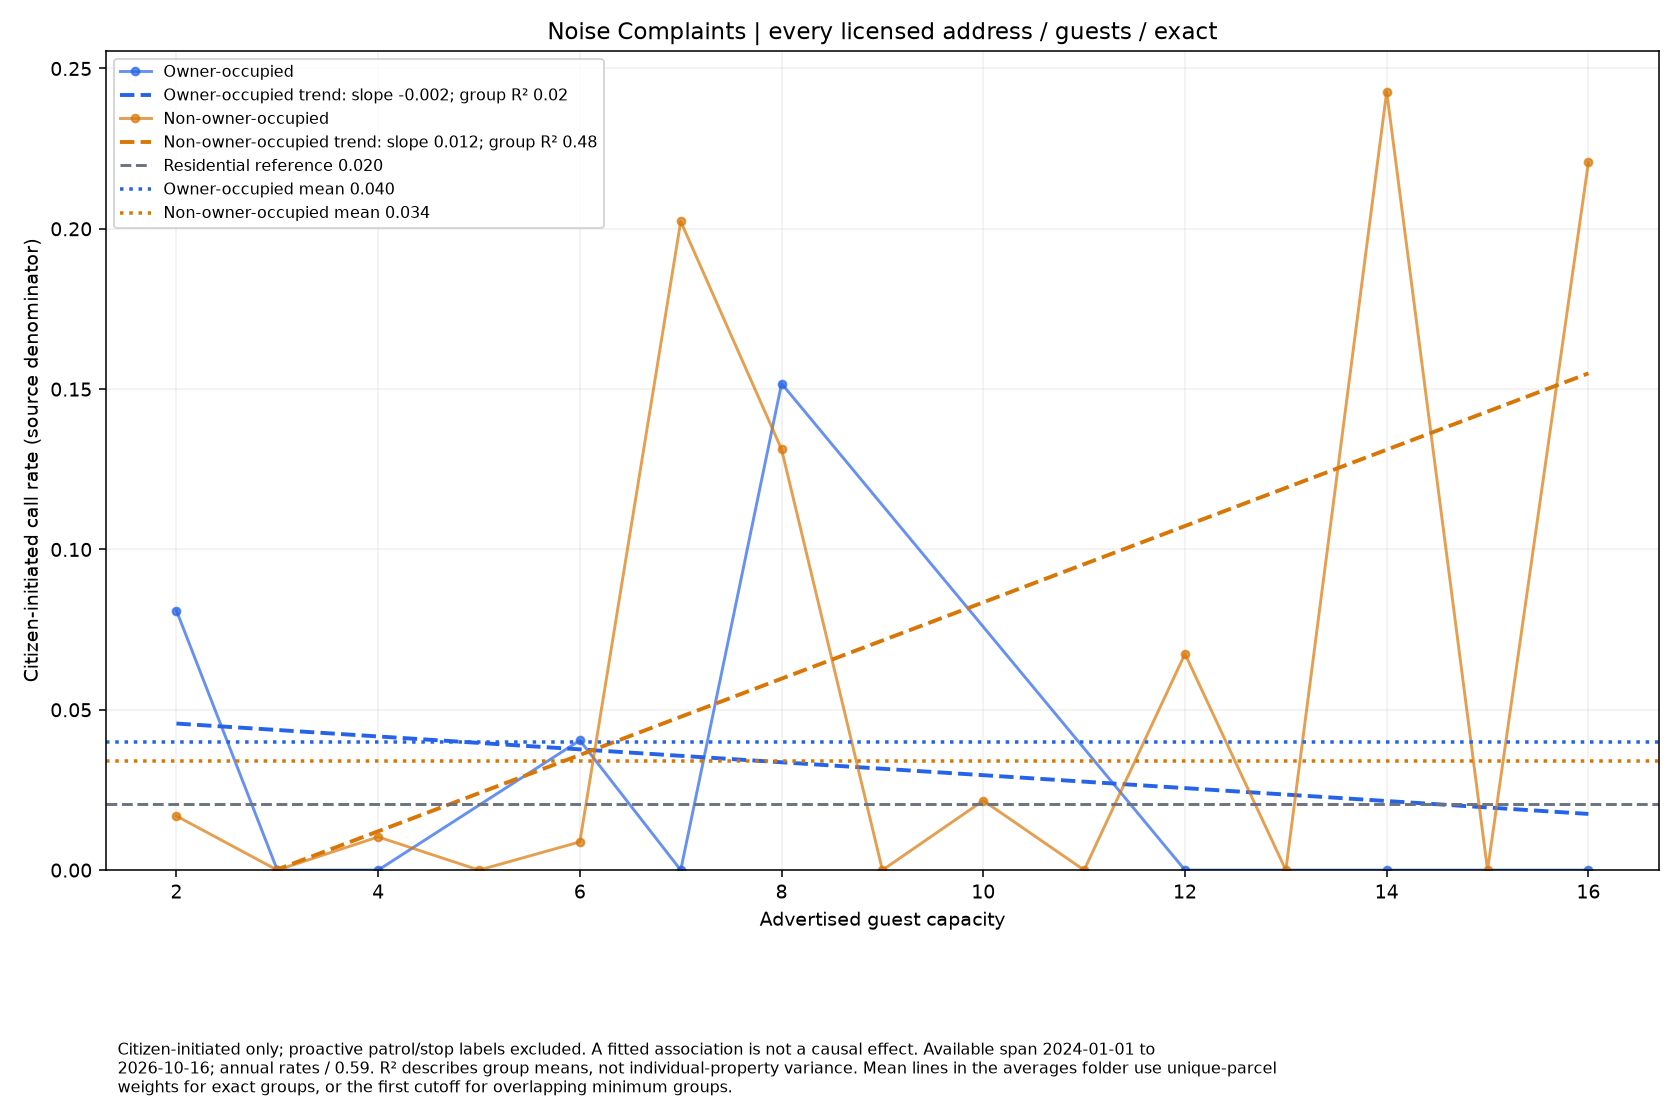 Noise Complaints | every licensed address / guests / exact
Owner-occupied
Owner-occupied trend: slope -0.002; group R² 0.02
Non-owner-occupied
Non-owner-occupied trend: slope 0.012; group R² 0.48
Residential reference 0.020
Owner-occupied mean 0.040
Non-owner-occupied mean 0.034
Citizen-initiated call rate (source denominator)
0.25
0.20
0.15
0.10
0.05
0.00
2 4 6 8 10 12 14 16
Advertised guest capacity
Citizen-initiated only; proactive patrol/stop labels excluded. A fitted association is not a causal effect. Available span 2024-01-01 to
2026-10-16; annual rates / 0.59. R² describes group means, not individual-property variance. Mean lines in the averages folder use unique-parcel
weights for exact groups, or the first cutoff for overlapping minimum groups.